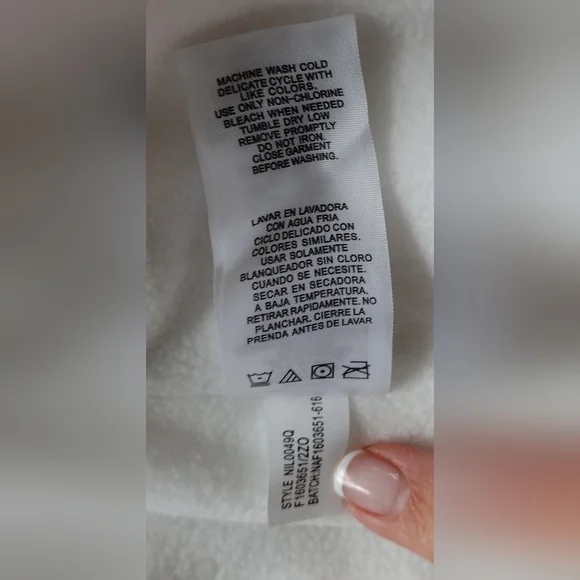 MACHINE WASH COLD
DELICATE CYCLE WITH
LIKE COLORS.
USE ONLY NON-CHLORINE
BLEACH WHEN NEEDED
TUMBLE DRY LOW
REMOVE PROMPTLY
DO NOT IRON.
CLOSE GARMENT
BEFORE WASHING.
LAVAR EN LAVADORA
CON AGUA FRIA
CICLO DELICADO CON
COLORES SIMILARES.
USAR SOLAMENTE
BLANQUEADOR SIN CLORO
CUANDO SE NECESITE.
SECAR EN SECADORA
A BAJA TEMPERATURA.
RETIRAR RAPIDAMENTE. NO
PLANCHAR. CIERRE LA
PRENDA ANTES DE LAVAR
STYLE NIL0049Q
F1603651/2ZO
BATCH:NAF1603651-616